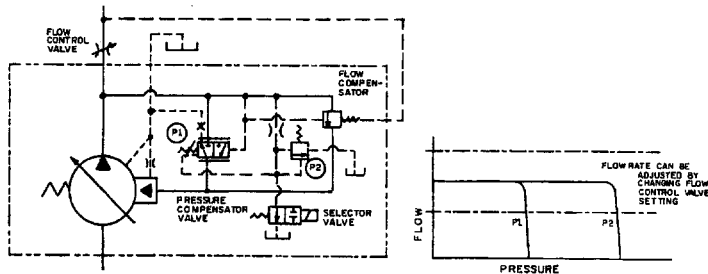 FLOW
CONTROL
VALVE
FLOW
COMPEN-
SATOR
P1
P2
PRESSURE
COMPENSATOR
VALVE
SELECTOR
VALVE
FLOW RATE CAN BE
ADJUSTED BY
CHANGING FLOW
CONTROL VALVE
SETTING
P1
P2
FLOW
PRESSURE